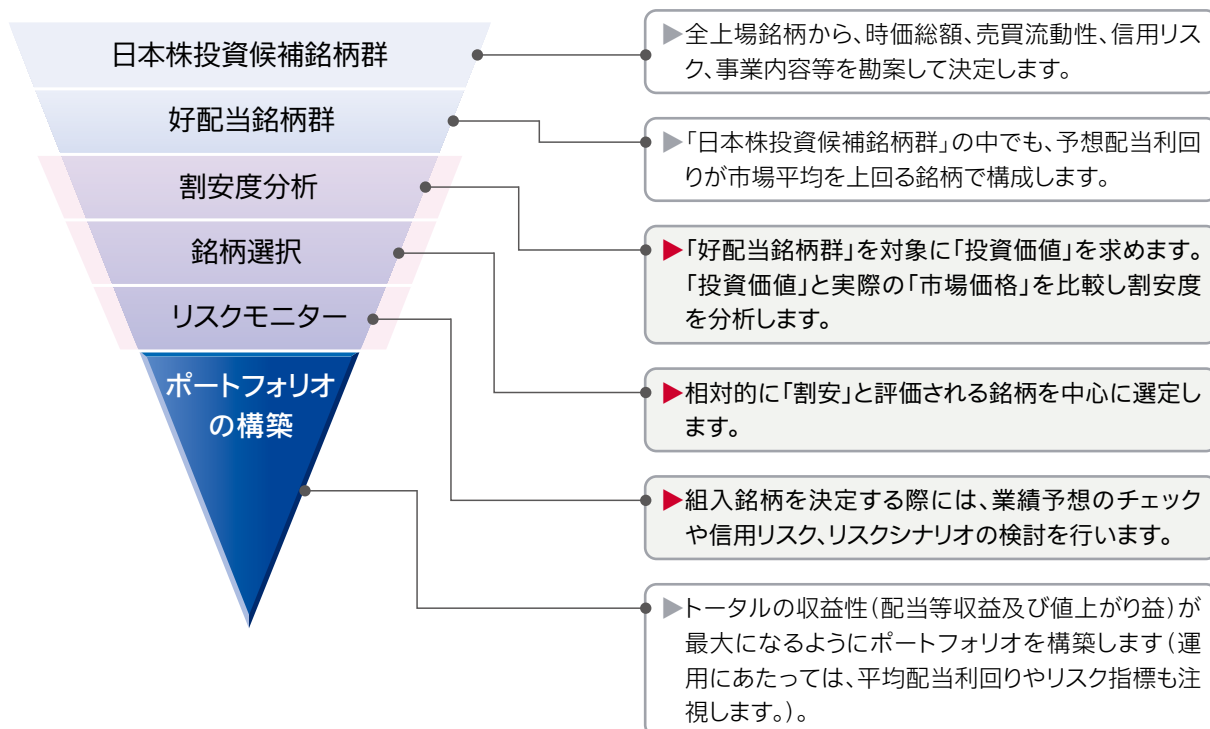 日本株投資候補銘柄群
▶全上場銘柄から、時価総額、売買流動性、信用リス
ク、事業内容等を勘案して決定します。
好配当銘柄群
▶「日本株投資候補銘柄群」の中でも、予想配当利回
りが市場平均を上回る銘柄で構成します。
割安度分析
▶「好配当銘柄群」を対象に「投資価値」を求めます。
「投資価値」と実際の「市場価格」を比較し割安度
を分析します。
銘柄選択
▶相対的に「割安」と評価される銘柄を中心に選定し
ます。
リスクモニター
▶組入銘柄を決定する際には、業績予想のチェック
や信用リスク、リスクシナリオの検討を行います。
ポートフォリオ
の構築
▶トータルの収益性(配当等収益及び値上がり益)が
最大になるようにポートフォリオを構築します(運
用にあたっては、平均配当利回りやリスク指標も注
視します。)。